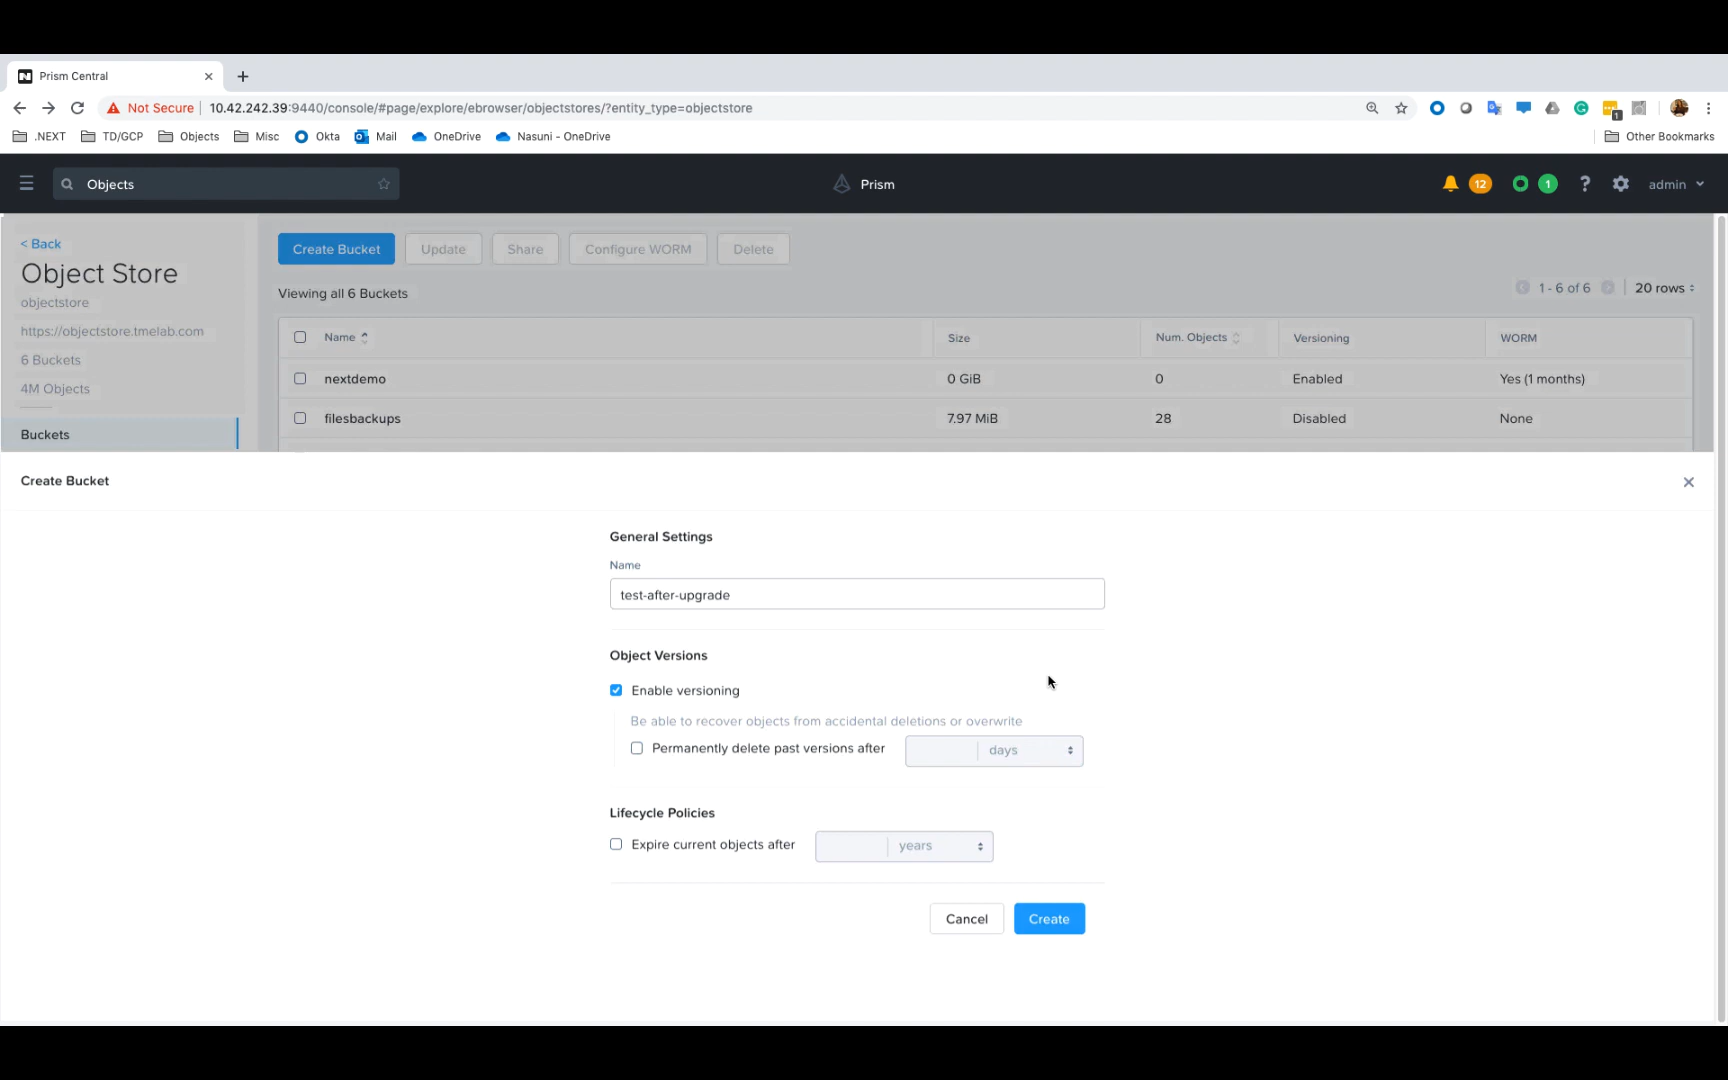 Prism Central
Not Secure 10.42.242.39:9440/console/#page/explore/ebrowser/objectstores/?entity_type=objectstore
.NEXT TD/GCP Objects Misc Okta Mail OneDrive Nasuni - OneDrive Other Bookmarks
Objects Prism 12 1 ? admin
< Back
Object Store
objectstore
https://objectstore.tmelab.com
6 Buckets
4M Objects
Buckets
Create Bucket Update Share Configure WORM Delete
Viewing all 6 Buckets 1 - 6 of 6 20 rows
Name Size Num. Objects Versioning WORM
nextdemo 0 GiB 0 Enabled Yes (1 months)
filesbackups 7.97 MiB 28 Disabled None
Create Bucket
General Settings
Name
test-after-upgrade
Object Versions
Enable versioning
Be able to recover objects from accidental deletions or overwrite
Permanently delete past versions after days
Lifecycle Policies
Expire current objects after years
Cancel Create